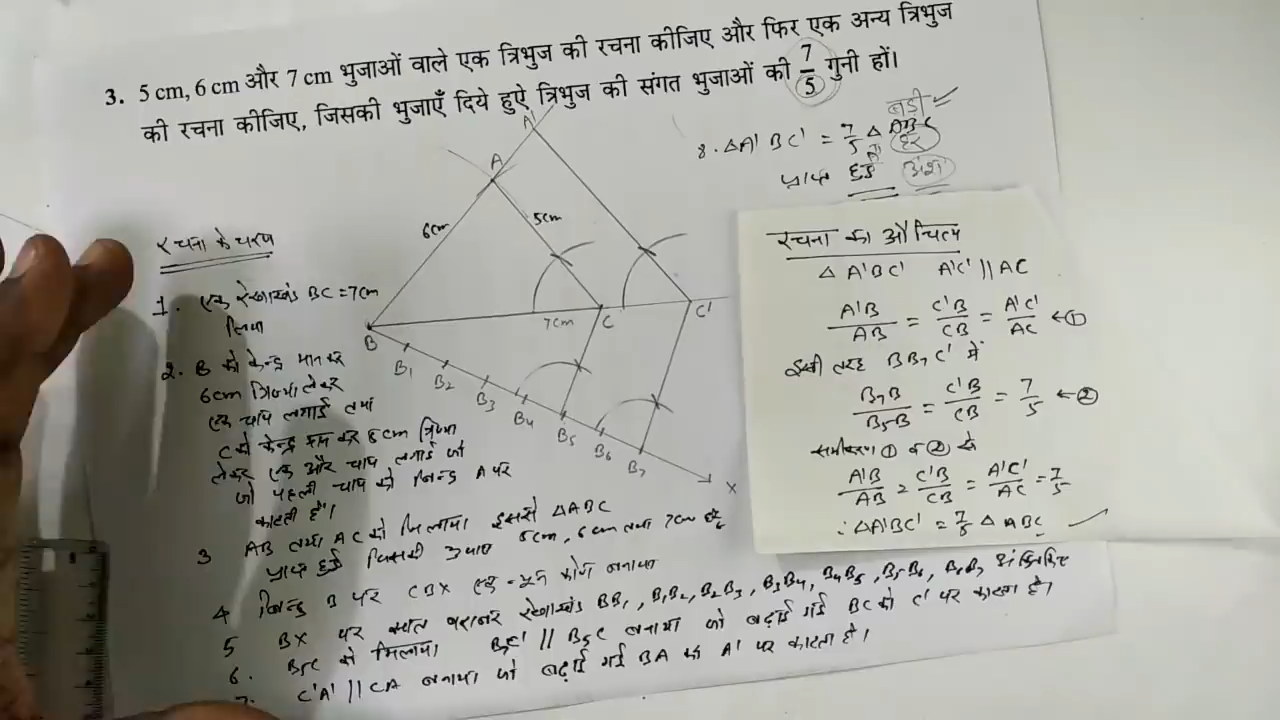 3. 5 cm, 6 cm और 7 cm भुजाओं वाले एक त्रिभुज की रचना कीजिए और फिर एक अन्य त्रिभुज
की रचना कीजिए, जिसकी भुजाएँ दिये हुऐ त्रिभुज की संगत भुजाओं की 7/5 गुनी हों।
बड़ी
8. ΔA'BC' = 7/5 ΔABC
प्राप्त हुई
हर
अंश
A'
A
6cm
5cm
7cm
B
C
C'
B1
B2
B3
B4
B5
B6
B7
X
रचना के चरण
1. एक रेखाखंड BC = 7cm
लिया
2. B को केन्द्र मानकर
6cm त्रिज्या लेकर
एक चाप लगाई तथा
C को केन्द्र मान कर 5cm त्रिज्या
लेकर एक और चाप लगाई जो
जो पहली चाप को बिन्दु A पर
काटती है।
3 AB तथा AC को मिलाया इससे ΔABC
प्राप्त हुई जिसकी भुजाए 5cm, 6cm तथा 7cm है
4 बिन्दु B पर CBX एक न्यून कोण बनाया
5 BX पर सात बराबर रेखाखंड BB1, B1B2, B2B3, B3B4, B4B5, B5B6, B6B7 अंकित किए
6. B5C को मिलाया B7C' || B5C बनाया जो बढ़ाई गई BC को C' पर काटता है।
7. C'A' || CA बनाया जो बढ़ाई गई BA को A' पर काटता है।
रचना का औचित्य
Δ A'BC' A'C' || AC
A'B/AB = C'B/CB = A'C'/AC ←①
इसी तरह BB7C' में
B7B/B5B = C'B/CB = 7/5 ←②
समीकरण ① व ② से
A'B/AB = C'B/CB = A'C'/AC = 7/5
∴ ΔA'BC' = 7/5 ΔABC